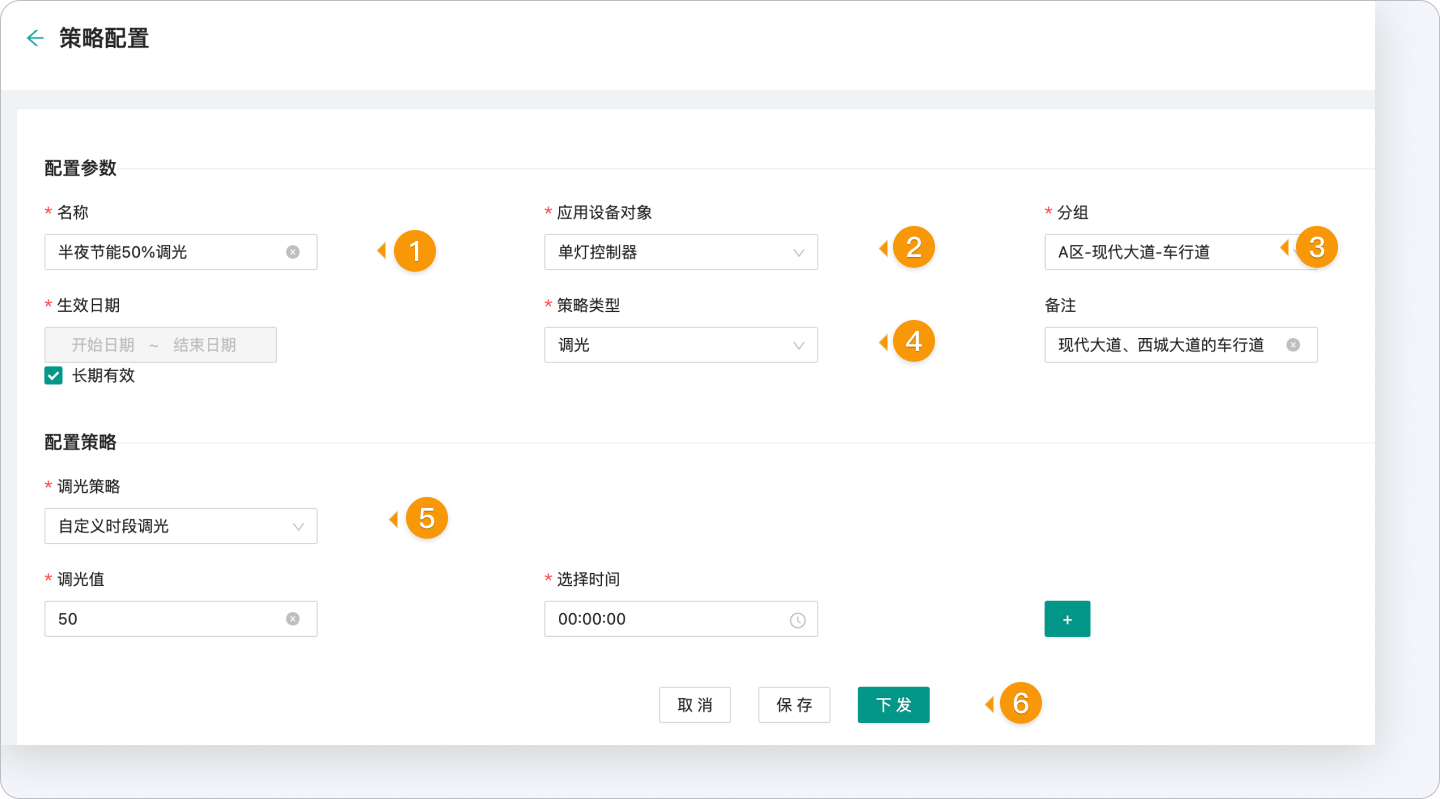 策略配置
配置参数
* 名称
* 应用设备对象
* 分组
半夜节能50%调光
1
单灯控制器
2
A区-现代大道-车行道
3
* 生效日期
* 策略类型
备注
开始日期 ~ 结束日期
调光
4
现代大道、西城大道的车行道
长期有效
配置策略
* 调光策略
自定义时段调光
5
* 调光值
* 选择时间
50
00:00:00
+
取消
保存
下发
6